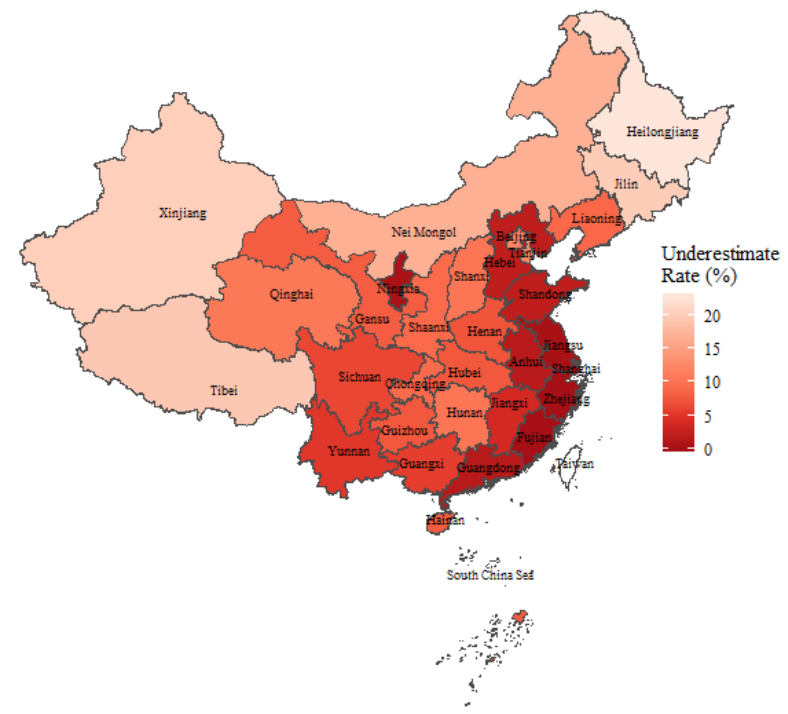 Heilongjiang
Jilin
Xinjiang
Liaoning
Nei Mongol
Beijing
Tianjin
Hebei
Underestimate
Rate (%)
Shanxi
Ningxia
Qinghai
Shandong
20
Gansu
Shaanxi
Henan
15
Jiangsu
Anhui
Shanghai
Hubei
Sichuan
Chongqing
10
Tibei
Zhejiang
Jiangxi
Hunan
5
Guizhou
Fujian
Yunnan
0
Guangxi
Guangdong
Taiwan
Hainan
South China Sea